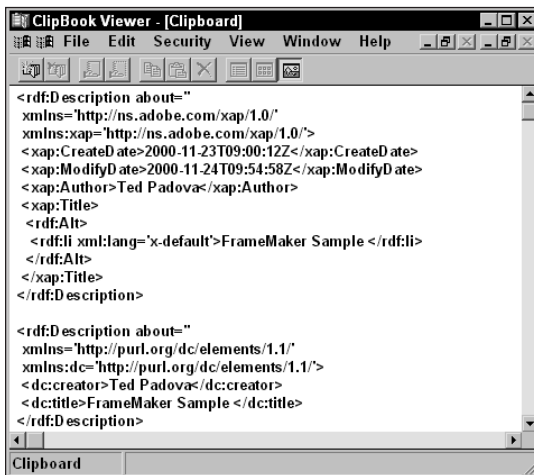 ClipBook Viewer - [Clipboard]
File Edit Security View Window Help
<rdf:Description about=''
xmlns='http://ns.adobe.com/xap/1.0/'
xmlns:xap='http://ns.adobe.com/xap/1.0/'>
<xap:CreateDate>2000-11-23T09:00:12Z</xap:CreateDate>
<xap:ModifyDate>2000-11-24T09:54:58Z</xap:ModifyDate>
<xap:Author>Ted Padova</xap:Author>
<xap:Title>
<rdf:Alt>
<rdf:li xml:lang='x-default'>FrameMaker Sample </rdf:li>
</rdf:Alt>
</xap:Title>
</rdf:Description>
<rdf:Description about=''
xmlns='http://purl.org/dc/elements/1.1/'
xmlns:dc='http://purl.org/dc/elements/1.1/'>
<dc:creator>Ted Padova</dc:creator>
<dc:title>FrameMaker Sample </dc:title>
</rdf:Description>
Clipboard